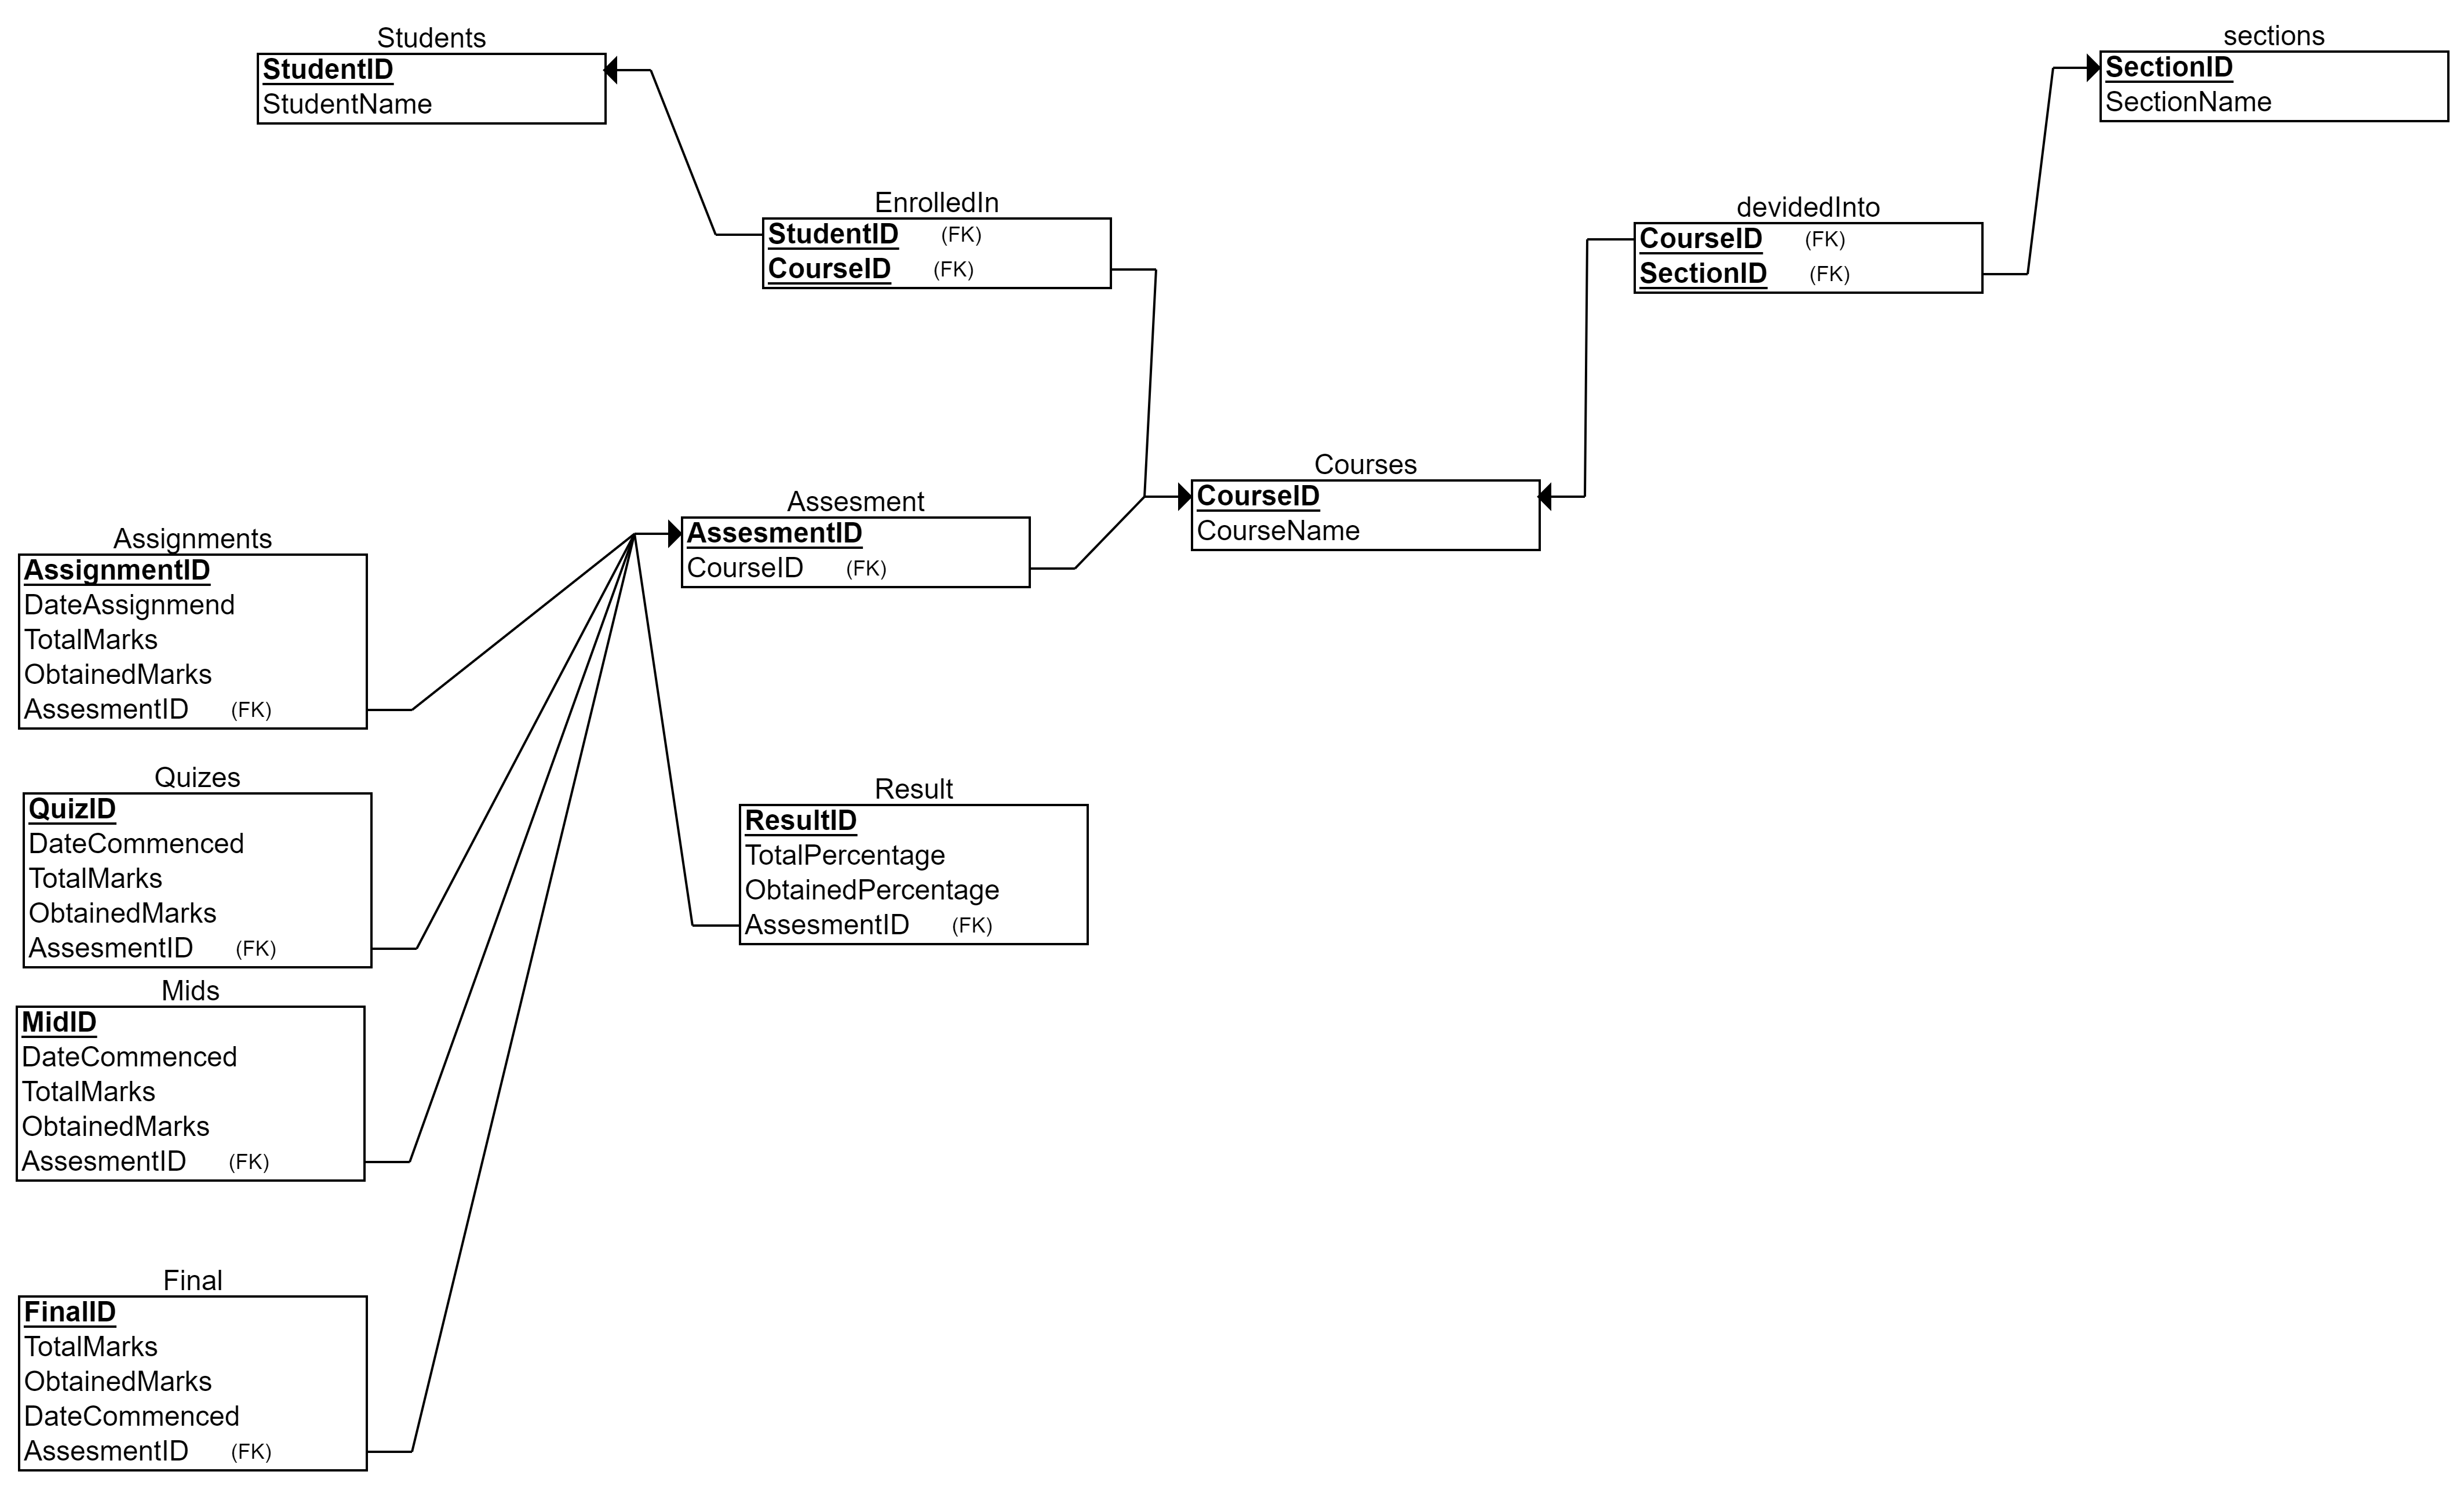 Students
StudentID
StudentName
sections
SectionID
SectionName
EnrolledIn
StudentID (FK)
CourseID (FK)
devidedInto
CourseID (FK)
SectionID (FK)
Courses
CourseID
CourseName
Assesment
AssesmentID
CourseID (FK)
Assignments
AssignmentID
DateAssignmend
TotalMarks
ObtainedMarks
AssesmentID (FK)
Quizes
QuizID
DateCommenced
TotalMarks
ObtainedMarks
AssesmentID (FK)
Result
ResultID
TotalPercentage
ObtainedPercentage
AssesmentID (FK)
Mids
MidID
DateCommenced
TotalMarks
ObtainedMarks
AssesmentID (FK)
Final
FinalID
TotalMarks
ObtainedMarks
DateCommenced
AssesmentID (FK)